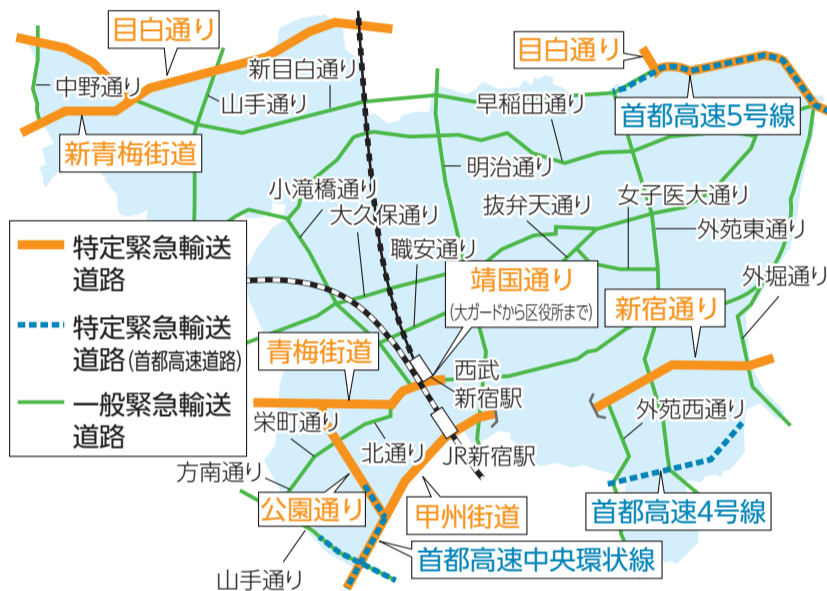 目白通り
目白通り
中野通り
新目白通り
山手通り
早稲田通り
首都高速5号線
新青梅街道
明治通り
小滝橋通り
大久保通り
抜弁天通り
女子医大通り
外苑東通り
職安通り
特定緊急輸送
道路
特定緊急輸送
道路(首都高速道路)
一般緊急輸送
道路
靖国通り
(大ガードから区役所まで)
外堀通り
新宿通り
青梅街道
西武
新宿駅
栄町通り
外苑西通り
北通り
JR新宿駅
方南通り
公園通り
甲州街道
首都高速4号線
首都高速中央環状線
山手通り